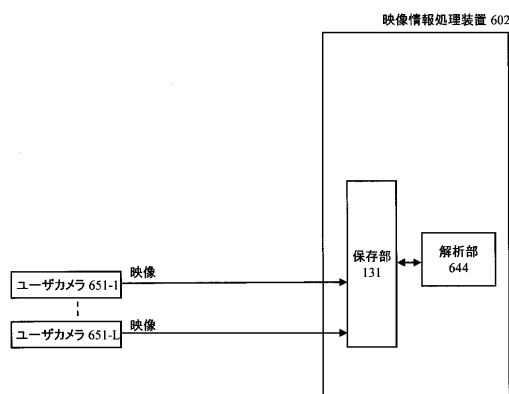 映像情報処理装置 602
保存部
131
解析部
644
映像
ユーザカメラ 651-1
映像
ユーザカメラ 651-L